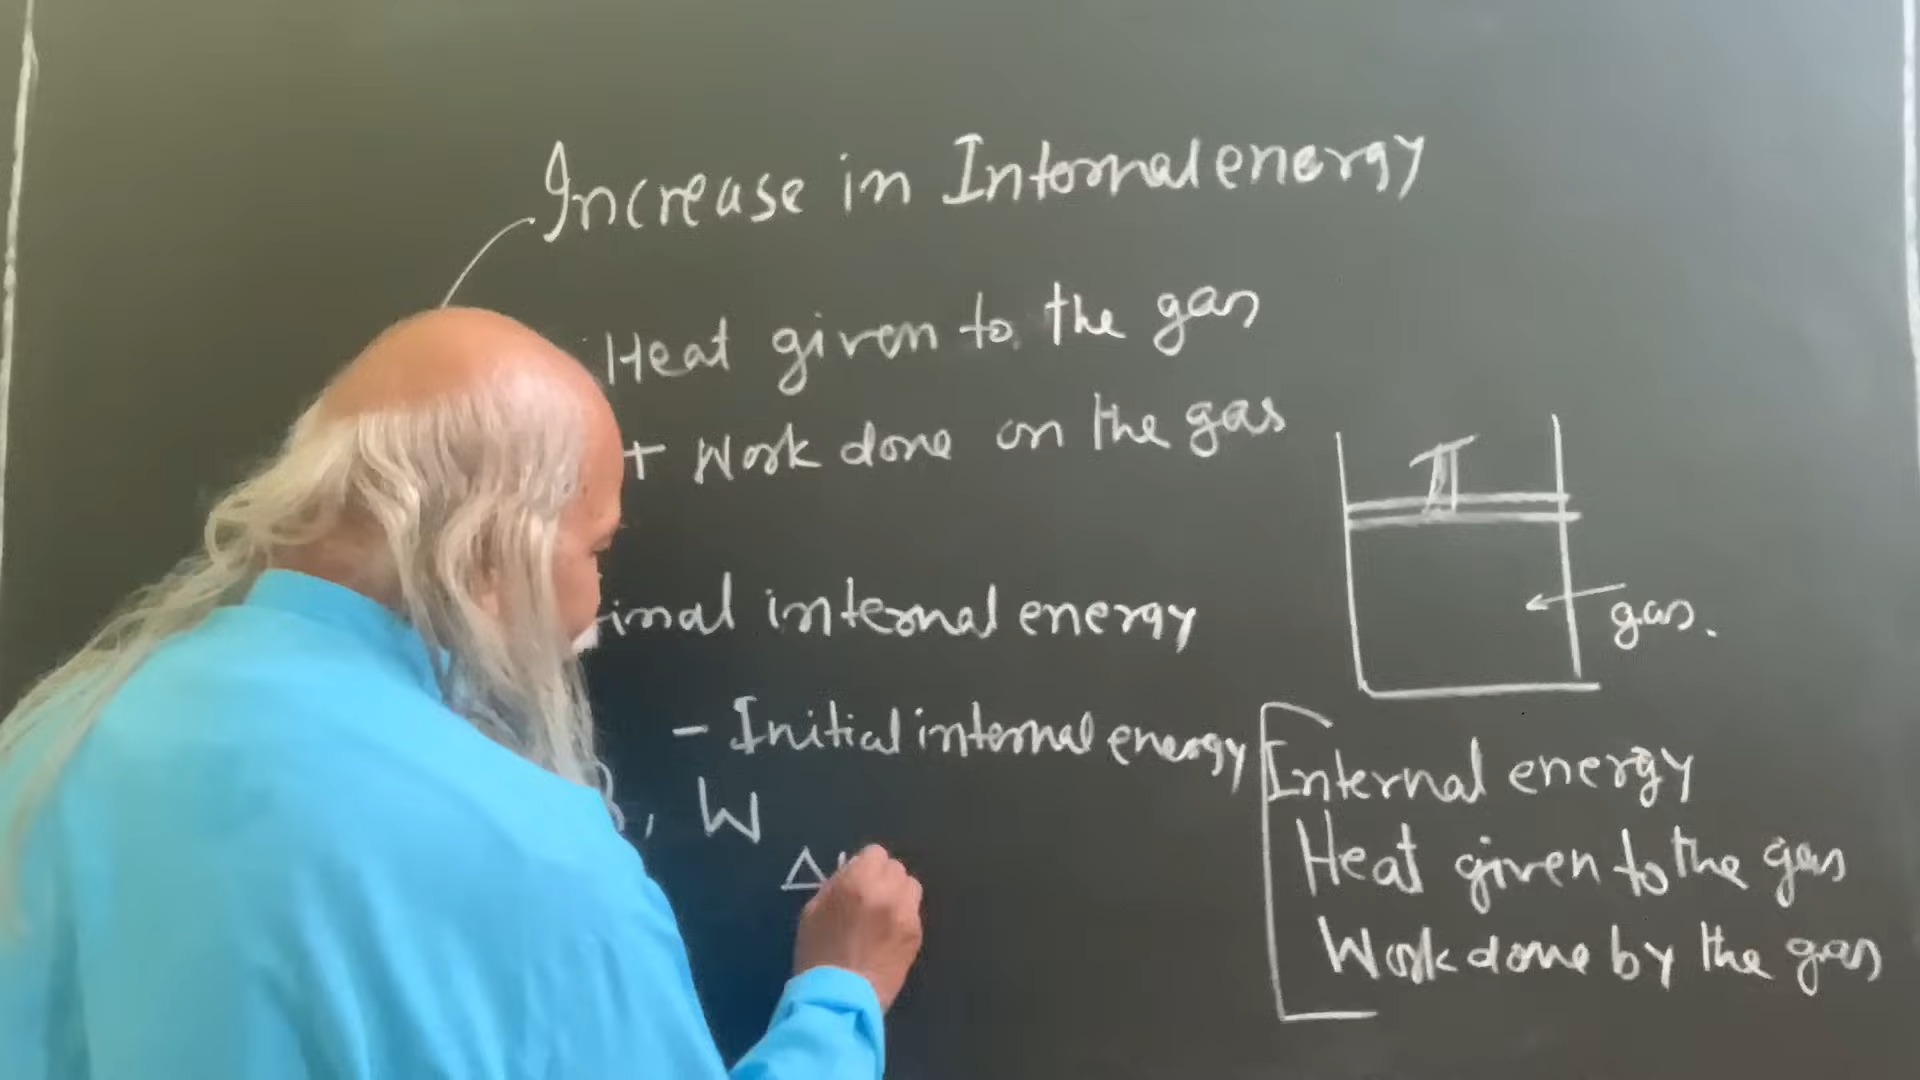 Increase in Internal energy
Heat given to the gas
+ Work done on the gas
inal internal energy
- Initial internal energy
, W
Δ
gas.
Internal energy
Heat given to the gas
Work done by the gas